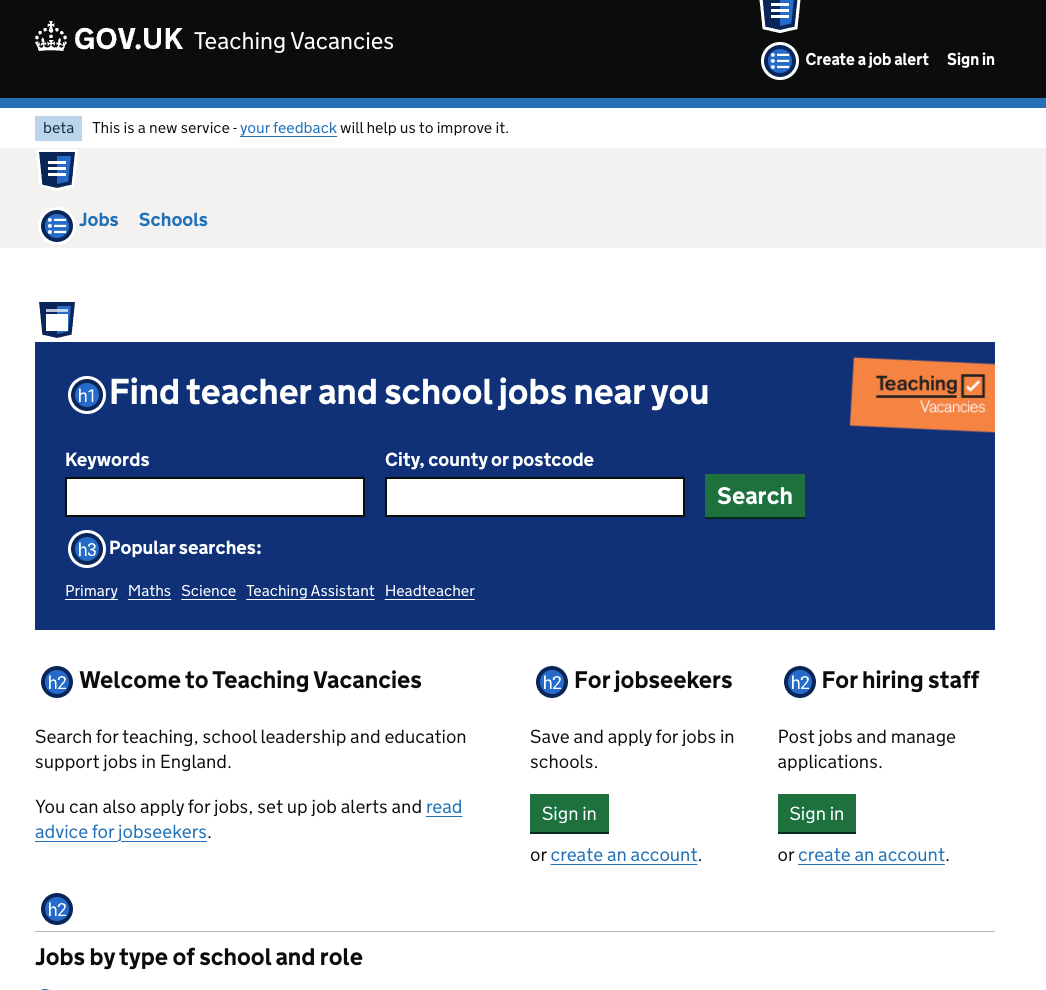 GOV.UK Teaching Vacancies
Create a job alert Sign in
beta This is a new service - your feedback will help us to improve it.
Jobs Schools
h1 Find teacher and school jobs near you
Teaching
Vacancies
Keywords City, county or postcode
Search
h3 Popular searches:
Primary Maths Science Teaching Assistant Headteacher
h2 Welcome to Teaching Vacancies
Search for teaching, school leadership and education
support jobs in England.
You can also apply for jobs, set up job alerts and read
advice for jobseekers.
h2 For jobseekers
Save and apply for jobs in
schools.
Sign in
or create an account.
h2 For hiring staff
Post jobs and manage
applications.
Sign in
or create an account.
h2
Jobs by type of school and role